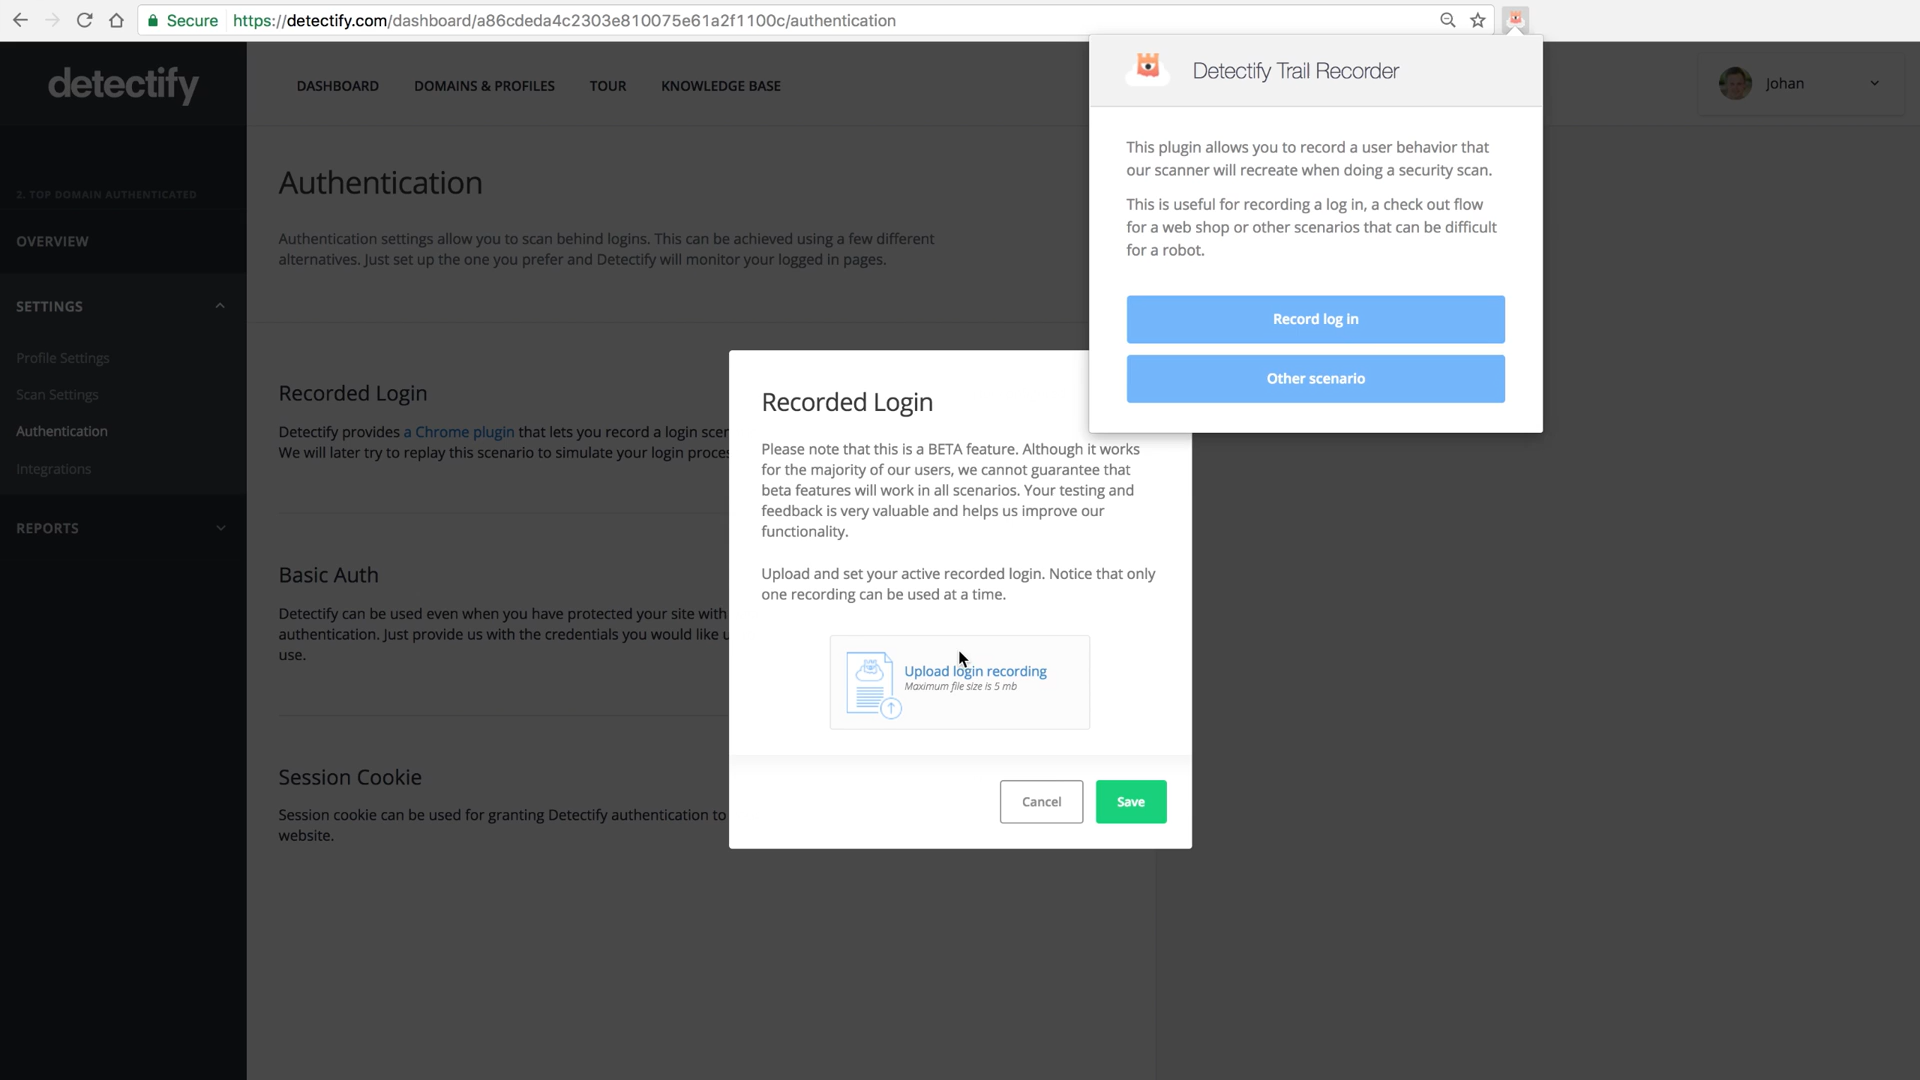 Secure https://detectify.com/dashboard/a86cdeda4c2303e810075e61a2f1100c/authentication
detectify
DASHBOARD DOMAINS & PROFILES TOUR KNOWLEDGE BASE
Johan
2. TOP DOMAIN AUTHENTICATED
OVERVIEW
SETTINGS
Profile Settings
Scan Settings
Authentication
Integrations
REPORTS
Authentication
Authentication settings allow you to scan behind logins. This can be achieved using a few different
alternatives. Just set up the one you prefer and Detectify will monitor your logged in pages.
Recorded Login
Detectify provides a Chrome plugin that lets you record a login scer
We will later try to replay this scenario to simulate your login proce
Basic Auth
Detectify can be used even when you have protected your site with
authentication. Just provide us with the credentials you would like
use.
Session Cookie
Session cookie can be used for granting Detectify authentication to
website.
Detectify Trail Recorder
This plugin allows you to record a user behavior that
our scanner will recreate when doing a security scan.
This is useful for recording a log in, a check out flow
for a web shop or other scenarios that can be difficult
for a robot.
Record log in
Other scenario
Recorded Login
Please note that this is a BETA feature. Although it works
for the majority of our users, we cannot guarantee that
beta features will work in all scenarios. Your testing and
feedback is very valuable and helps us improve our
functionality.
Upload and set your active recorded login. Notice that only
one recording can be used at a time.
Upload login recording
Maximum file size is 5 mb
Cancel
Save